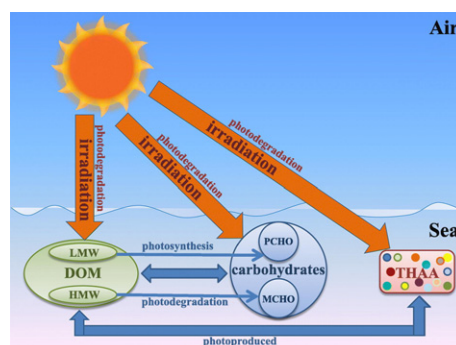 Air
photodegradation
irradiation
photodegradation
irradiation
photodegradation
irradiation
Sea
LMW
photosynthesis
PCHO
DOM
carbohydrates
THAA
HMW
photodegradation
MCHO
photoproduced